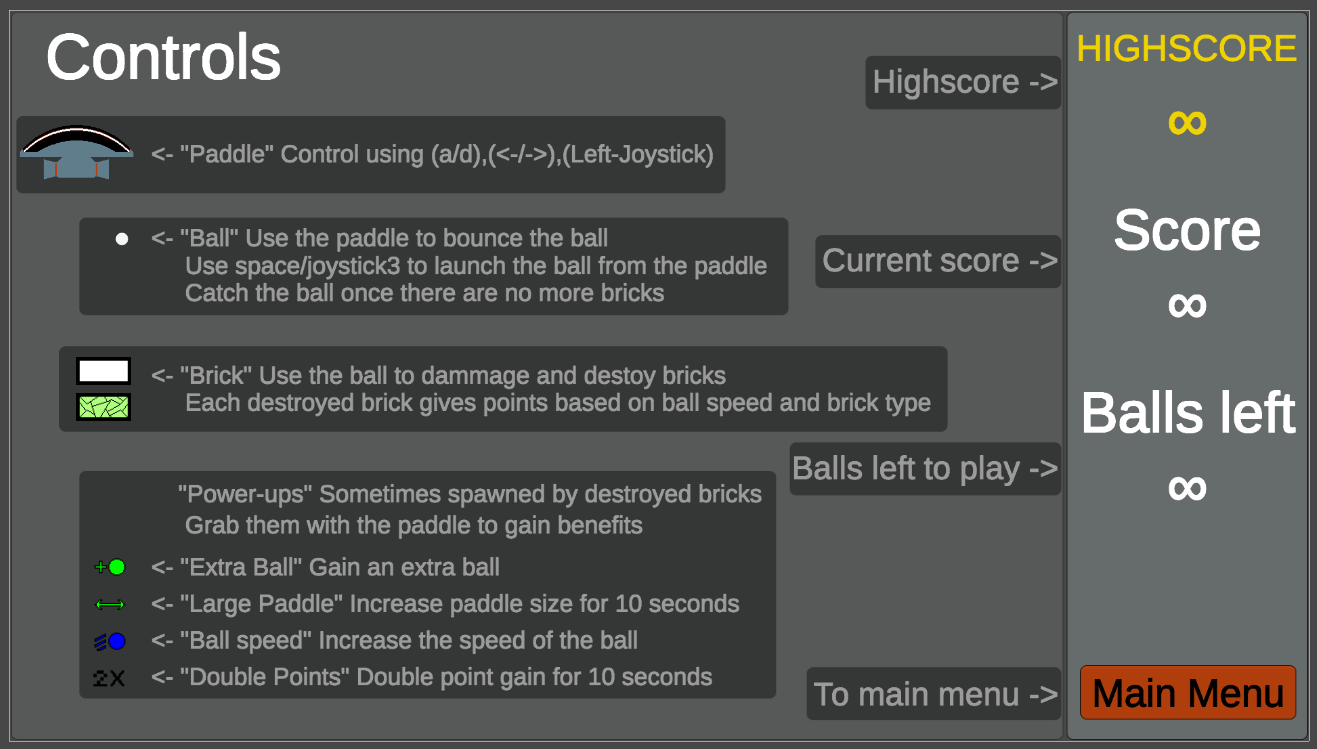 Controls
<- "Paddle" Control using (a/d),(<-/->),(Left-Joystick)
<- "Ball" Use the paddle to bounce the ball
Use space/joystick3 to launch the ball from the paddle
Catch the ball once there are no more bricks
<- "Brick" Use the ball to dammage and destoy bricks
Each destroyed brick gives points based on ball speed and brick type
"Power-ups" Sometimes spawned by destroyed bricks
Grab them with the paddle to gain benefits
+
<- "Extra Ball" Gain an extra ball
<- "Large Paddle" Increase paddle size for 10 seconds
<- "Ball speed" Increase the speed of the ball
2X
<- "Double Points" Double point gain for 10 seconds
Highscore ->
Current score ->
Balls left to play ->
To main menu ->
HIGHSCORE
∞
Score
∞
Balls left
∞
Main Menu